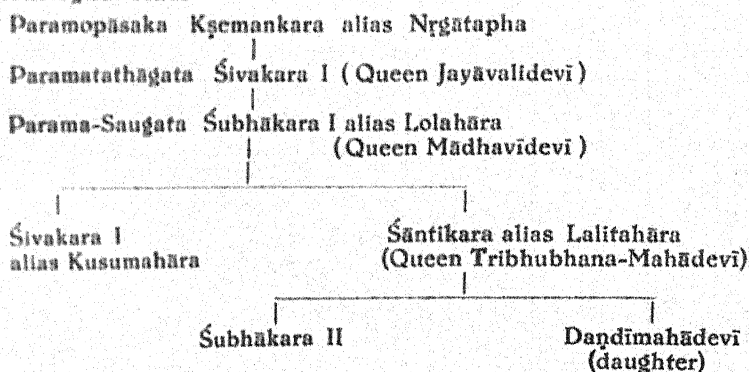 Paramopāsaka Kṣemankara alias Nṛgātapha
Paramatathāgata Śivakara I ( Queen Jayāvalidevī )
Parama-Saugata Śubhākara I alias Lolahāra
( Queen Mādhavīdevī )
Śivakara I Śāntikara alias Lalitahāra
alias Kusumahāra (Queen Tribhubhana-Mahādevī)
Śubhākara II Daṇḍīmahādevī
(daughter)